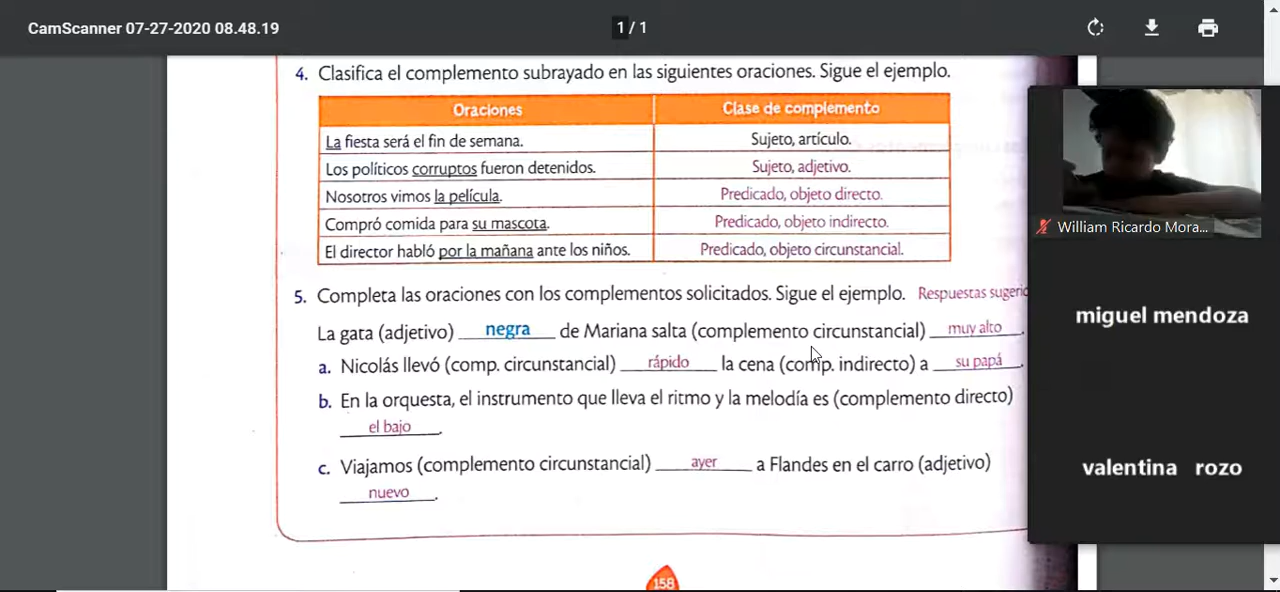 CamScanner 07-27-2020 08.48.19
1 / 1
4. Clasifica el complemento subrayado en las siguientes oraciones. Sigue el ejemplo.
Oraciones Clase de complemento
La fiesta será el fin de semana. Sujeto, artículo.
Los políticos corruptos fueron detenidos. Sujeto, adjetivo.
Nosotros vimos la película. Predicado, objeto directo.
Compró comida para su mascota. Predicado, objeto indirecto.
El director habló por la mañana ante los niños. Predicado, objeto circunstancial.
5. Completa las oraciones con los complementos solicitados. Sigue el ejemplo. Respuestas
La gata (adjetivo) negra de Mariana salta (complemento circunstancial) muy alto.
a. Nicolás llevó (comp. circunstancial) rápido la cena (comp. indirecto) a su papá.
b. En la orquesta, el instrumento que lleva el ritmo y la melodía es (complemento directo)
el bajo.
c. Viajamos (complemento circunstancial) ayer a Flandes en el carro (adjetivo)
nuevo.
158
William Ricardo Mora...
miguel mendoza
valentina rozo